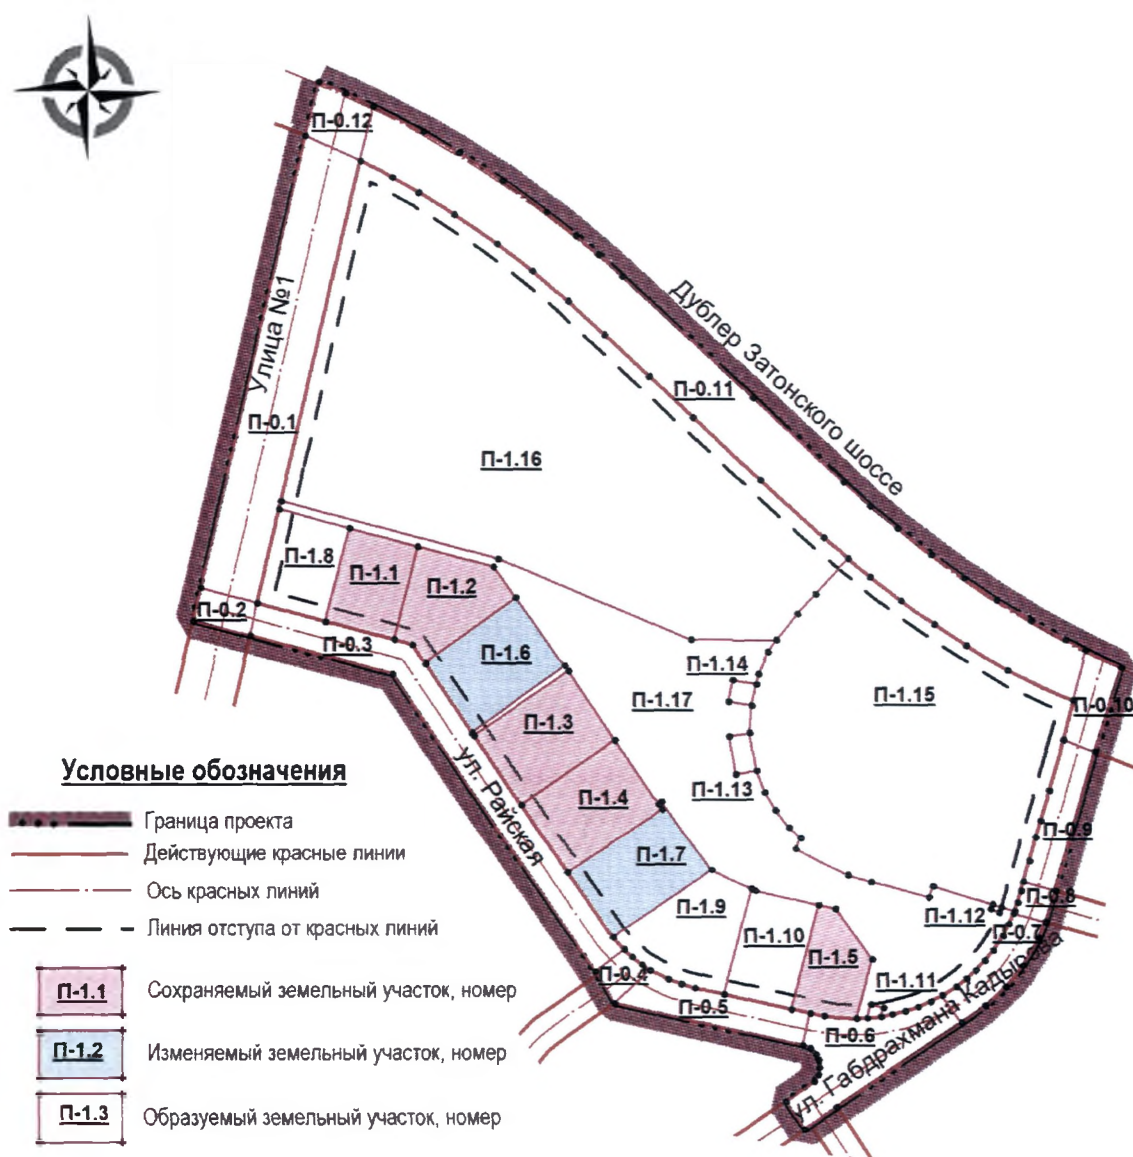 П-0.12
Улица №1
Дублер Затонского шоссе
П-0.11
П-0.1
П-1.16
П-1.8
П-1.1
П-1.2
П-0.2
П-0.3
П-1.6
П-1.14
П-1.17
П-1.15
П-0.10
П-1.3
ул. Райская
П-1.4
П-1.13
П-0.9
П-1.7
П-1.9
П-1.10
П-1.12
П-0.8
П-0.7
П-1.5
П-1.11
П-0.4
П-0.5
П-0.6
ул. Габдрахмана Кадырова
Условные обозначения
Граница проекта
Действующие красные линии
Ось красных линий
Линия отступа от красных линий
П-1.1 Сохраняемый земельный участок, номер
П-1.2 Изменяемый земельный участок, номер
П-1.3 Образуемый земельный участок, номер